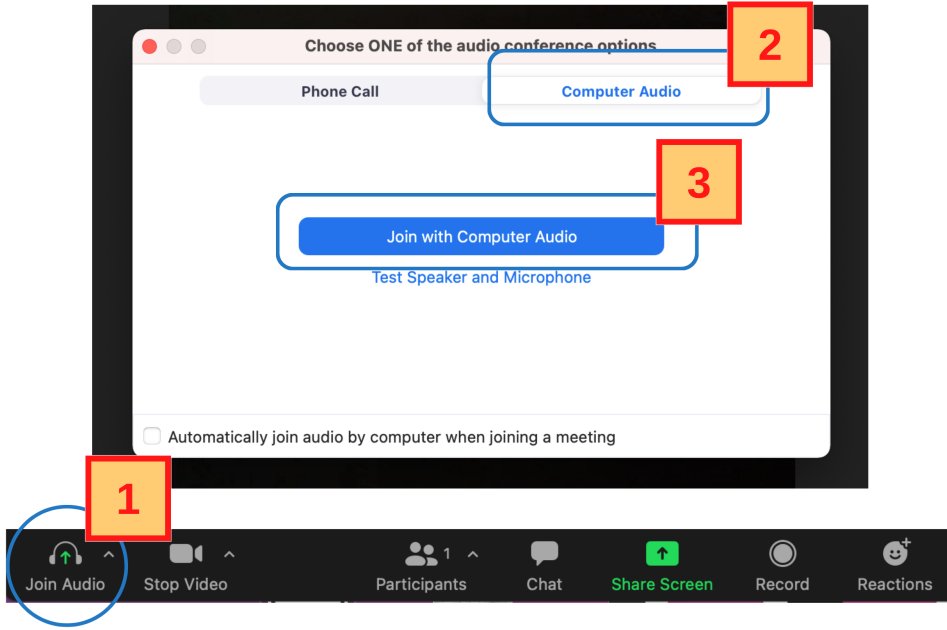 2
Choose ONE of the audio conference options
Phone Call
Computer Audio
3
Join with Computer Audio
Test Speaker and Microphone
Automatically join audio by computer when joining a meeting
1
1
Join Audio
Stop Video
Participants
Chat
Share Screen
Record
Reactions